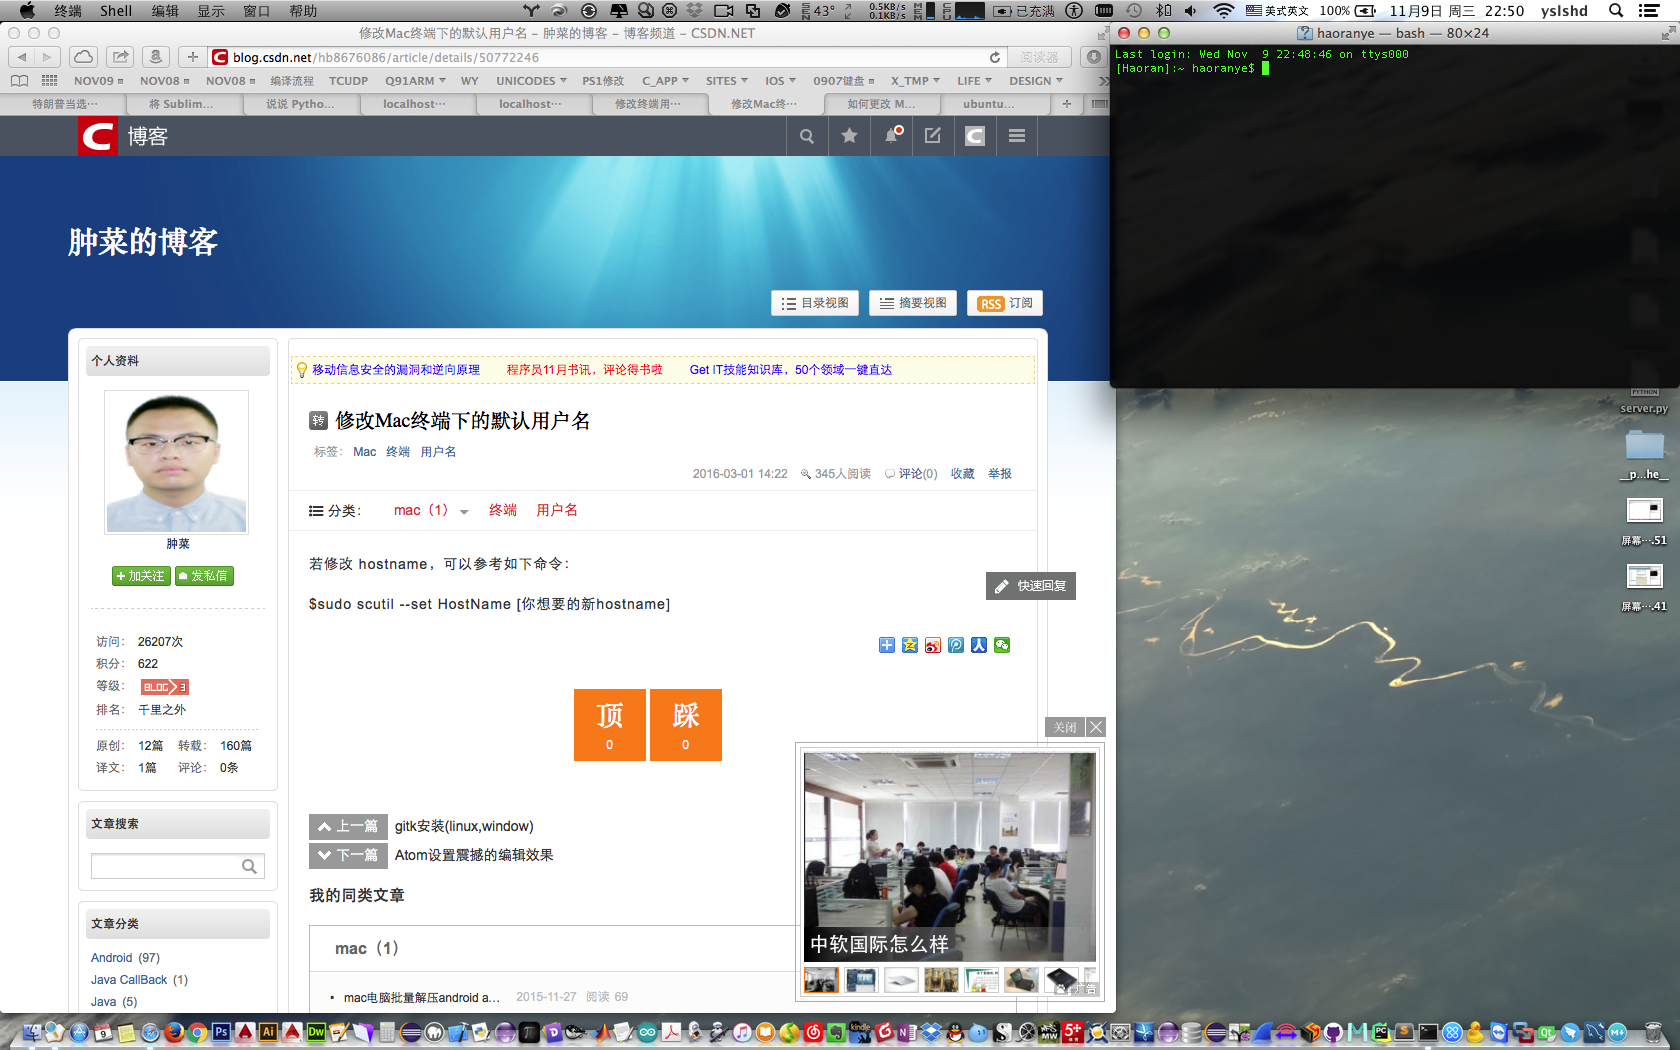 终端 Shell 编辑 显示 窗口 帮助
43° 0.5KB/s 0.1KB/s 已充满 美式英文 100% 11月9日 周三 22:50 yslshd
修改Mac终端下的默认用户名 – 肿菜的博客 – 博客频道 – CSDN.NET
blog.csdn.net/hb8676086/article/details/50772246
阅读器
NOV09 NOV08 NOV08 编译流程 TCUDP Q91ARM WY UNICODES PS1修改 C_APP SITES IOS 0907键盘 X_TMP LIFE DESIGN
特朗普当选… 将 Sublim… 说说 Pytho… localhost… localhost… 修改终端用… 修改Mac终… 如何更改 M… ubuntu…
博客
肿菜的博客
目录视图 摘要视图 RSS 订阅
个人资料
肿菜
+ 加关注 发私信
访问： 26207次
积分： 622
等级： BLOG 3
排名： 千里之外
原创： 12篇 转载： 160篇
译文： 1篇 评论： 0条
文章搜索
文章分类
Android (97)
Java CallBack (1)
Java (5)
移动信息安全的漏洞和逆向原理 程序员11月书讯，评论得书啦 Get IT技能知识库，50个领域一键直达
转 修改Mac终端下的默认用户名
标签： Mac 终端 用户名
2016-03-01 14:22 345人阅读 评论(0) 收藏 举报
分类： mac（1） 终端 用户名
若修改 hostname，可以参考如下命令：
$sudo scutil --set HostName [你想要的新hostname]
快速回复
顶 0 踩 0
上一篇 gitk安装(linux,window)
下一篇 Atom设置震撼的编辑效果
我的同类文章
mac（1）
• mac电脑批量解压android a… 2015-11-27 阅读 69
关闭
中软国际怎么样
广告
haoranye — bash — 80×24
Last login: Wed Nov  9 22:48:46 on ttys000
[Haoran]:~ haoranye$
PYTHON
server.py
__p…he__
屏幕….51
屏幕….41